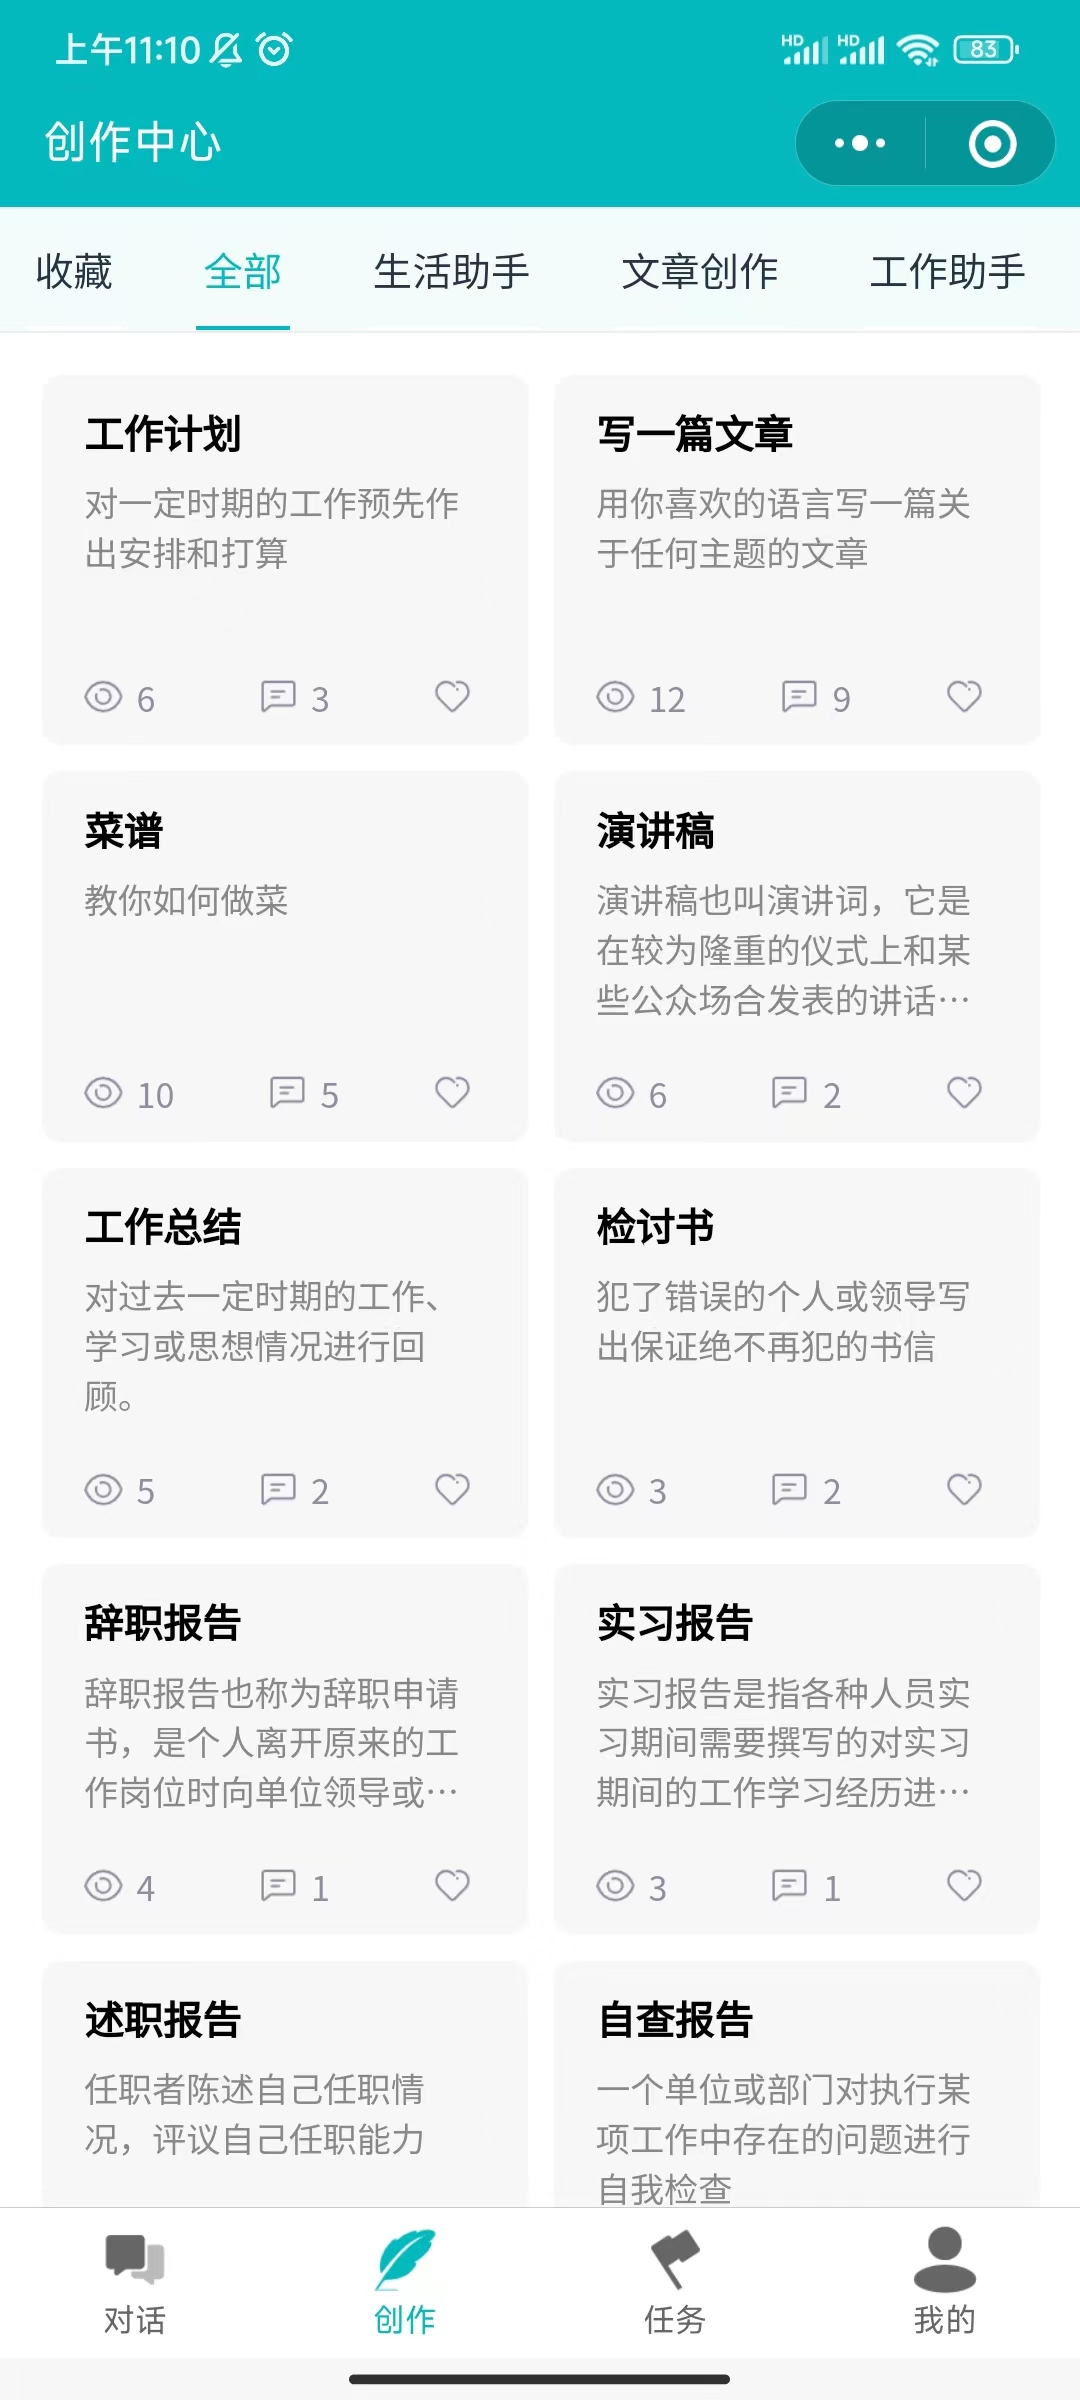 上午11:10
HD HD 83
创作中心
收藏 全部 生活助手 文章创作 工作助手
工作计划
对一定时期的工作预先作
出安排和打算
6 3
写一篇文章
用你喜欢的语言写一篇关
于任何主题的文章
12 9
菜谱
教你如何做菜
10 5
演讲稿
演讲稿也叫演讲词，它是
在较为隆重的仪式上和某
些公众场合发表的讲话…
6 2
工作总结
对过去一定时期的工作、
学习或思想情况进行回
顾。
5 2
检讨书
犯了错误的个人或领导写
出保证绝不再犯的书信
3 2
辞职报告
辞职报告也称为辞职申请
书，是个人离开原来的工
作岗位时向单位领导或…
4 1
实习报告
实习报告是指各种人员实
习期间需要撰写的对实习
期间的工作学习经历进…
3 1
述职报告
任职者陈述自己任职情
况，评议自己任职能力
自查报告
一个单位或部门对执行某
项工作中存在的问题进行
自我检查
对话 创作 任务 我的